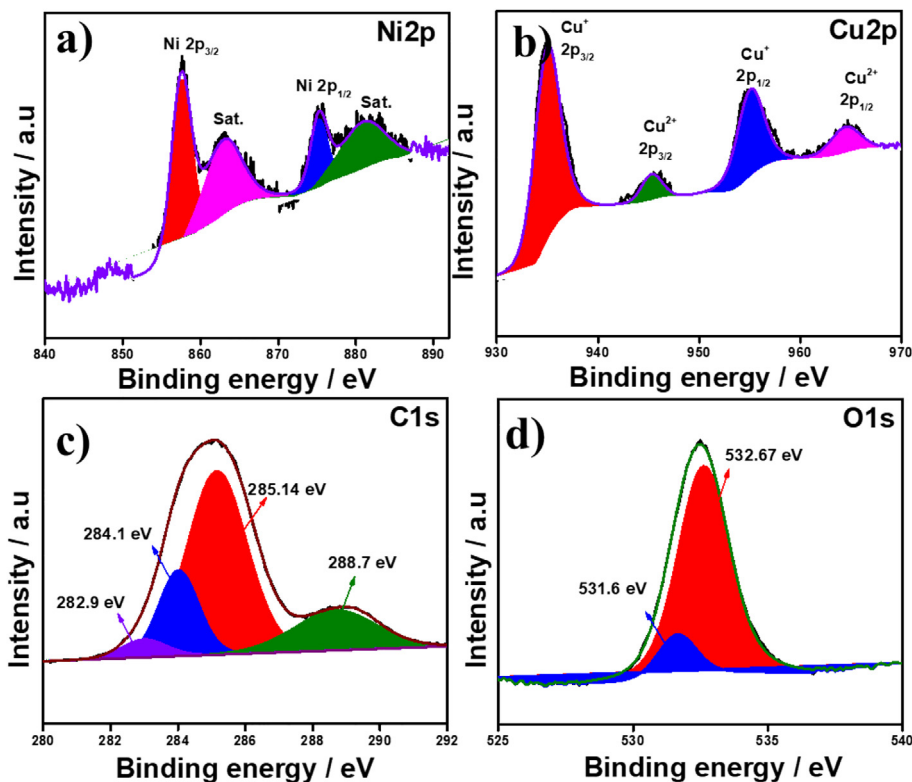 a)
Ni2p
Ni 2p3/2
Sat.
Ni 2p1/2
Sat.
Intensity / a.u
840 850 860 870 880 890
Binding energy / eV
b)
Cu2p
Cu+
2p3/2
Cu2+
2p3/2
Cu+
2p1/2
Cu2+
2p1/2
Intensity / a.u
930 940 950 960 970
Binding energy / eV
c)
C1s
285.14 eV
284.1 eV
282.9 eV
288.7 eV
Intensity / a.u
280 282 284 286 288 290 292
Binding energy / eV
d)
O1s
532.67 eV
531.6 eV
Intensity / a.u
525 530 535 540
Binding energy / eV